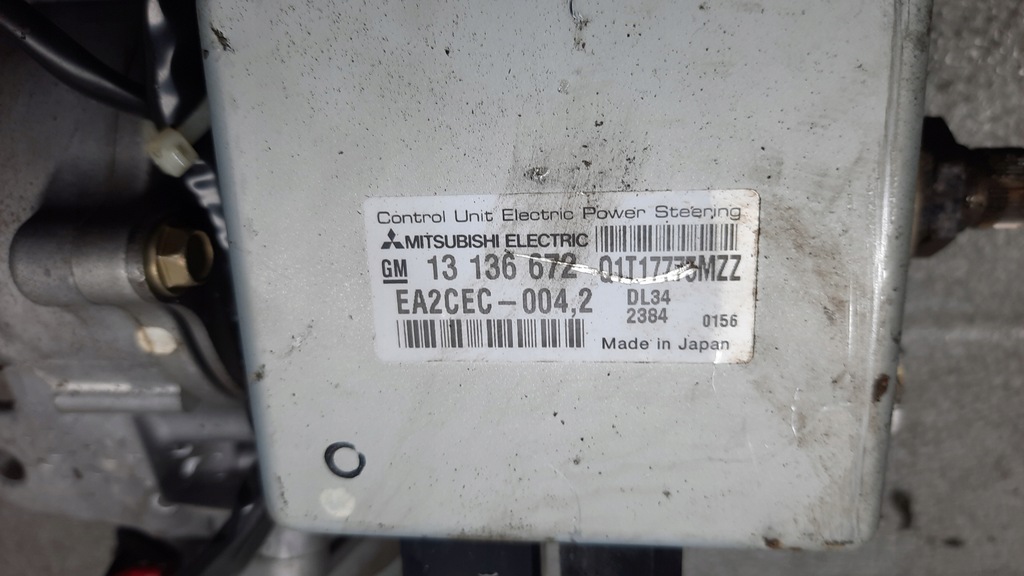 Control Unit Electric Power Steering
MITSUBISHI ELECTRIC
GM 13 136 672
EA2CEC-004,2 DL34
2384 0156
Made in Japan